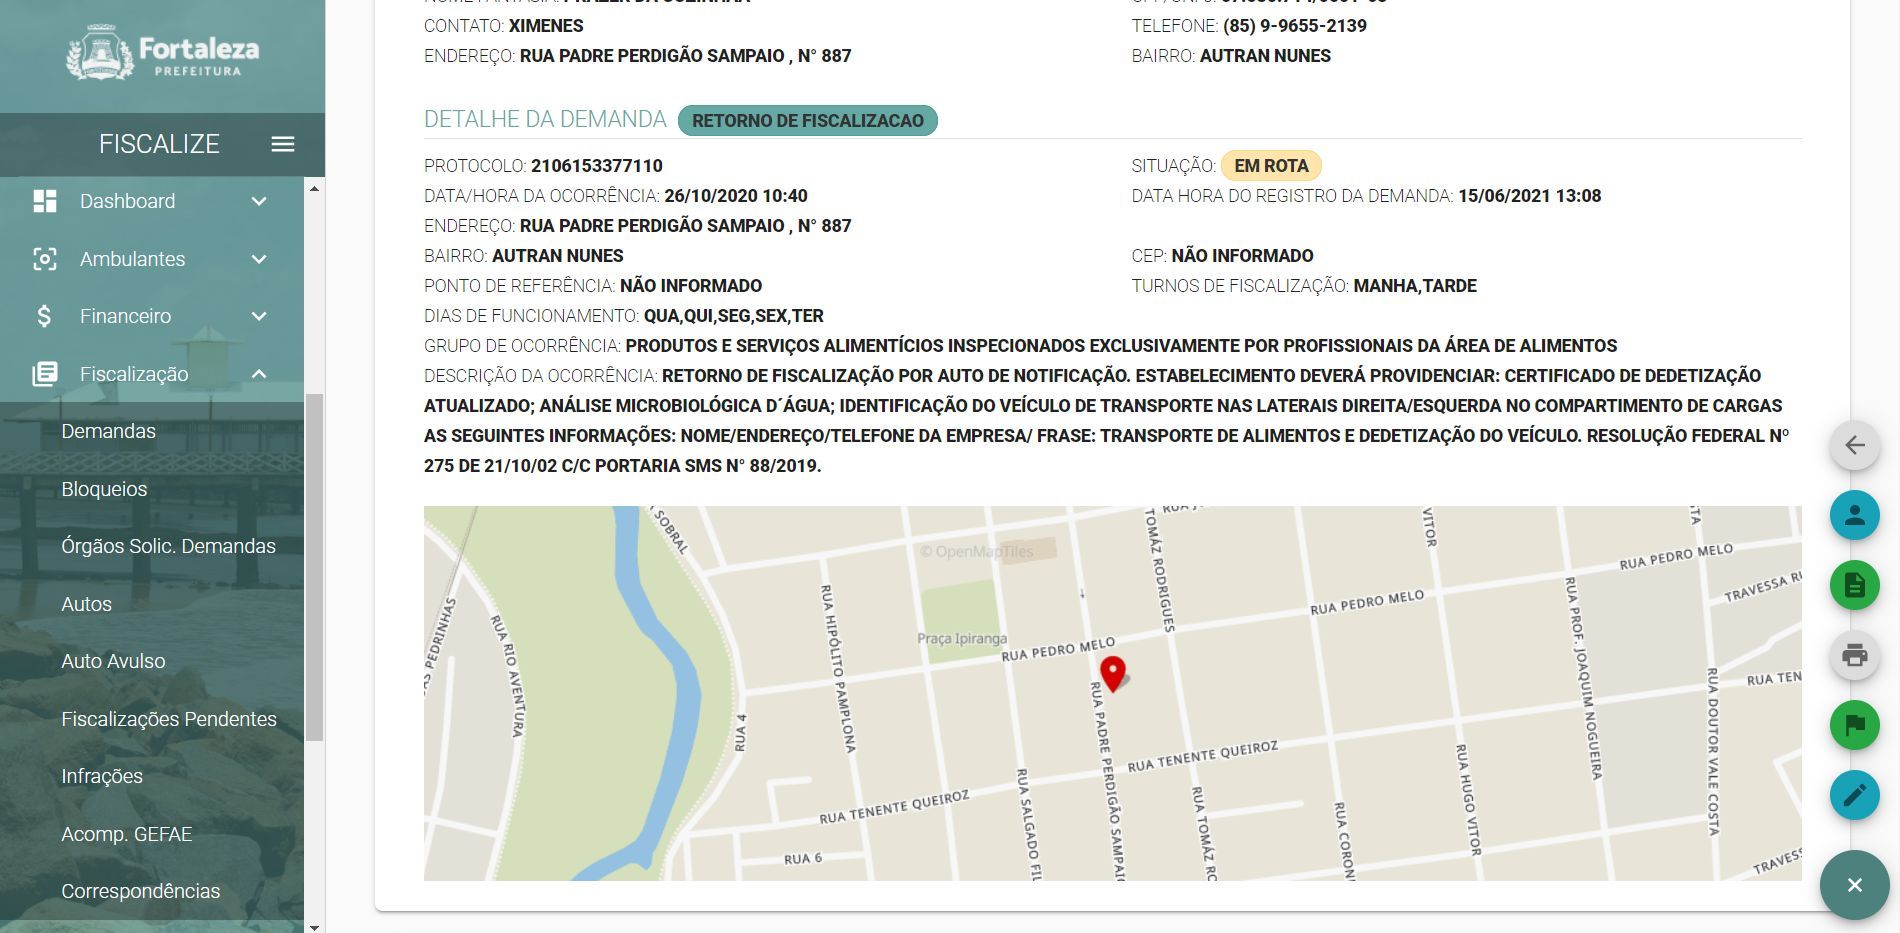 Fortaleza
PREFEITURA
FISCALIZE
Dashboard
Ambulantes
Financeiro
Fiscalização
Demandas
Bloqueios
Órgãos Solic. Demandas
Autos
Auto Avulso
Fiscalizações Pendentes
Infrações
Acomp. GEFAE
Correspondências
CONTATO: XIMENES
TELEFONE: (85) 9-9655-2139
ENDEREÇO: RUA PADRE PERDIGÃO SAMPAIO , N° 887
BAIRRO: AUTRAN NUNES
DETALHE DA DEMANDA RETORNO DE FISCALIZACAO
PROTOCOLO: 2106153377110
SITUAÇÃO: EM ROTA
DATA/HORA DA OCORRÊNCIA: 26/10/2020 10:40
DATA HORA DO REGISTRO DA DEMANDA: 15/06/2021 13:08
ENDEREÇO: RUA PADRE PERDIGÃO SAMPAIO , N° 887
BAIRRO: AUTRAN NUNES
CEP: NÃO INFORMADO
PONTO DE REFERÊNCIA: NÃO INFORMADO
TURNOS DE FISCALIZAÇÃO: MANHA,TARDE
DIAS DE FUNCIONAMENTO: QUA,QUI,SEG,SEX,TER
GRUPO DE OCORRÊNCIA: PRODUTOS E SERVIÇOS ALIMENTÍCIOS INSPECIONADOS EXCLUSIVAMENTE POR PROFISSIONAIS DA ÁREA DE ALIMENTOS
DESCRIÇÃO DA OCORRÊNCIA: RETORNO DE FISCALIZAÇÃO POR AUTO DE NOTIFICAÇÃO. ESTABELECIMENTO DEVERÁ PROVIDENCIAR: CERTIFICADO DE DEDETIZAÇÃO
ATUALIZADO; ANÁLISE MICROBIOLÓGICA D´ÁGUA; IDENTIFICAÇÃO DO VEÍCULO DE TRANSPORTE NAS LATERAIS DIREITA/ESQUERDA NO COMPARTIMENTO DE CARGAS
AS SEGUINTES INFORMAÇÕES: NOME/ENDEREÇO/TELEFONE DA EMPRESA/ FRASE: TRANSPORTE DE ALIMENTOS E DEDETIZAÇÃO DO VEÍCULO. RESOLUÇÃO FEDERAL Nº
275 DE 21/10/02 C/C PORTARIA SMS N° 88/2019.
SOBRAL
© OpenMapTiles
TOMÁZ RODRIGUES
VITOR
RUA PEDRO MELO
TRAVESSA RU
RUA PEDRO MELO
AS PEDRINHAS
RUA RIO AVENTURA
RUA HIPÓLITO PAMPLONA
Praça Ipiranga
RUA PEDRO MELO
RUA PROF. JOAQUIM NOGUEIRA
RUA TEN
RUA 4
RUA PADRE PERDIGÃO SAMPAIO
RUA TENENTE QUEIROZ
RUA DOUTOR VALE COSTA
RUA TENENTE QUEIROZ
RUA SALGADO FIL
RUA TOMÁZ RO
RUA CORON
RUA HUGO VITOR
RUA 6
TRAVESS